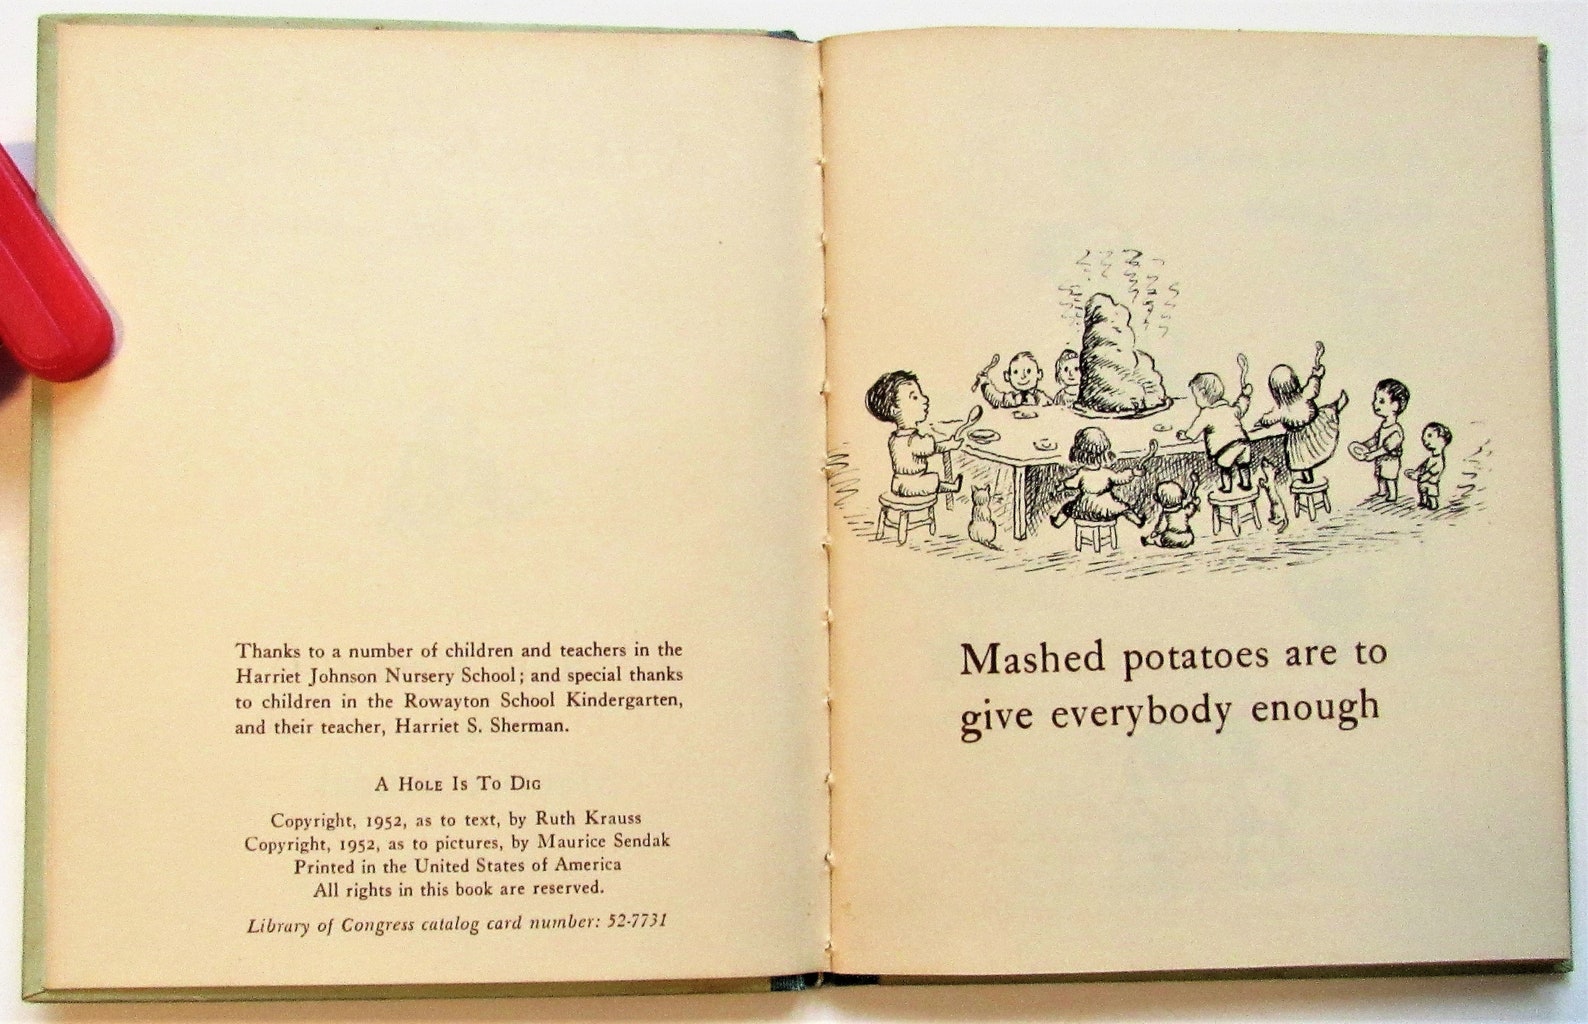 Thanks to a number of children and teachers in the
Harriet Johnson Nursery School; and special thanks
to children in the Rowayton School Kindergarten,
and their teacher, Harriet S. Sherman.
A Hole Is To Dig
Copyright, 1952, as to text, by Ruth Krauss
Copyright, 1952, as to pictures, by Maurice Sendak
Printed in the United States of America
All rights in this book are reserved.
Library of Congress catalog card number: 52-7731
Mashed potatoes are to
give everybody enough